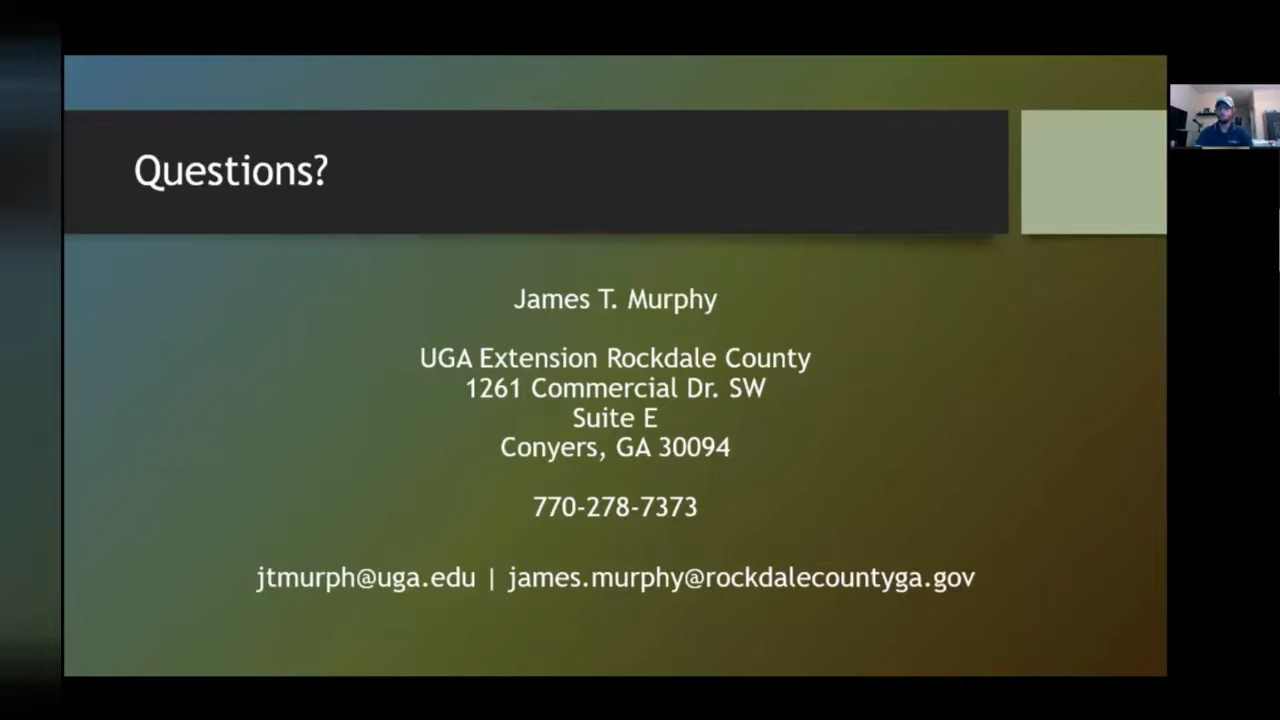 Questions?
James T. Murphy
UGA Extension Rockdale County
1261 Commercial Dr. SW
Suite E
Conyers, GA 30094
770-278-7373
jtmurph@uga.edu | james.murphy@rockdalecountyga.gov